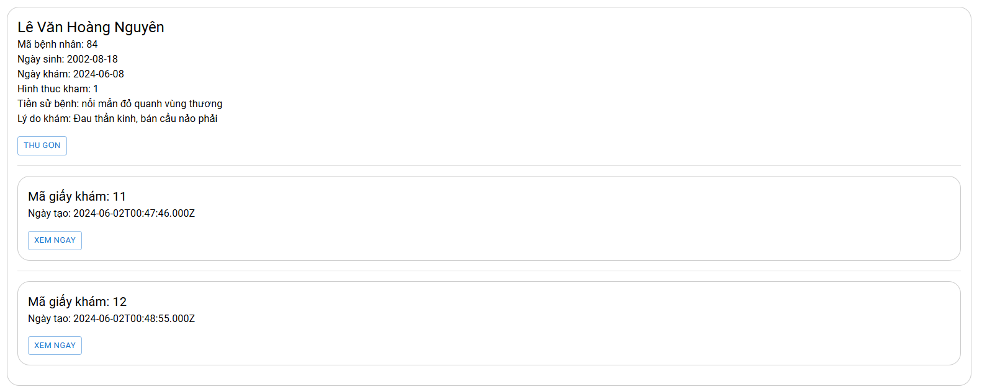 Lê Văn Hoàng Nguyên
Mã bệnh nhân: 84
Ngày sinh: 2002-08-18
Ngày khám: 2024-06-08
Hình thuc kham: 1
Tiền sử bệnh: nổi mẩn đỏ quanh vùng thương
Lý do khám: Đau thần kinh, bán cầu nảo phải
THU GỌN
Mã giấy khám: 11
Ngày tạo: 2024-06-02T00:47:46.000Z
XEM NGAY
Mã giấy khám: 12
Ngày tạo: 2024-06-02T00:48:55.000Z
XEM NGAY